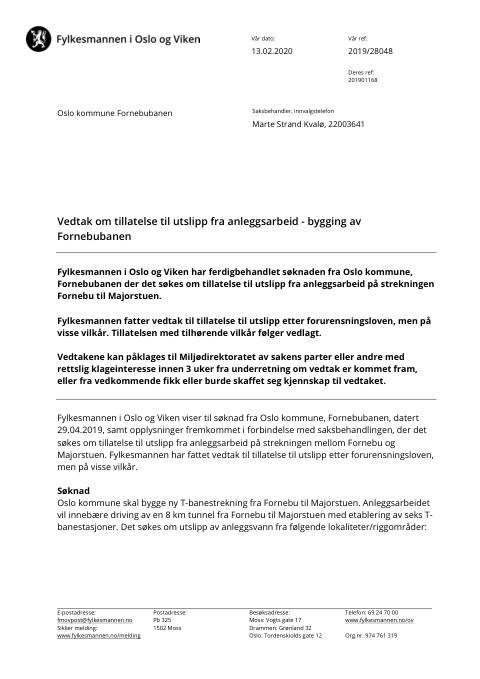 Fylkesmannen i Oslo og Viken
Vår dato:
Vår ref:
13.02.2020
2019/28048
Deres ref:
201901168
Oslo kommune Fornebubanen
Saksbehandler, innvalgstelefon
Marte Strand Kvalø, 22003641
Vedtak om tillatelse til utslipp fra anleggsarbeid - bygging av
Fornebubanen
Fylkesmannen i Oslo og Viken har ferdigbehandlet søknaden fra Oslo kommune,
Fornebubanen der det søkes om tillatelse til utslipp fra anleggsarbeid på strekningen
Fornebu til Majorstuen.
Fylkesmannen fatter vedtak til tillatelse til utslipp etter forurensningsloven, men på
visse vilkår. Tillatelsen med tilhørende vilkår følger vedlagt.
Vedtakene kan påklages til Miljødirektoratet av sakens parter eller andre med
rettslig klageinteresse innen 3 uker fra underretning om vedtak er kommet fram,
eller fra vedkommende fikk eller burde skaffet seg kjennskap til vedtaket.
Fylkesmannen i Oslo og Viken viser til søknad fra Oslo kommune, Fornebubanen, datert
29.04.2019, samt opplysninger fremkommet i forbindelse med saksbehandlingen, der det
søkes om tillatelse til utslipp fra anleggsarbeid på strekningen mellom Fornebu og
Majorstuen. Fylkesmannen har fattet vedtak til tillatelse til utslipp etter forurensningsloven,
men på visse vilkår.
Søknad
Oslo kommune skal bygge ny T-banestrekning fra Fornebu til Majorstuen. Anleggsarbeidet
vil innebære driving av en 8 km tunnel fra Fornebu til Majorstuen med etablering av seks T-
banestasjoner. Det søkes om utslipp av anleggsvann fra følgende lokaliteter/riggområder:
E-postadresse:
fmovpost@fylkesmannen.no
Sikker melding:
www.fylkesmannen.no/melding
Postadresse:
Pb 325
1502 Moss
Besøksadresse:
Moss: Vogts gate 17
Drammen: Grønland 32
Oslo: Tordenskiolds gate 12
Telefon: 69 24 70 00
www.fylkesmannen.no/ov
Org.nr. 974 761 319